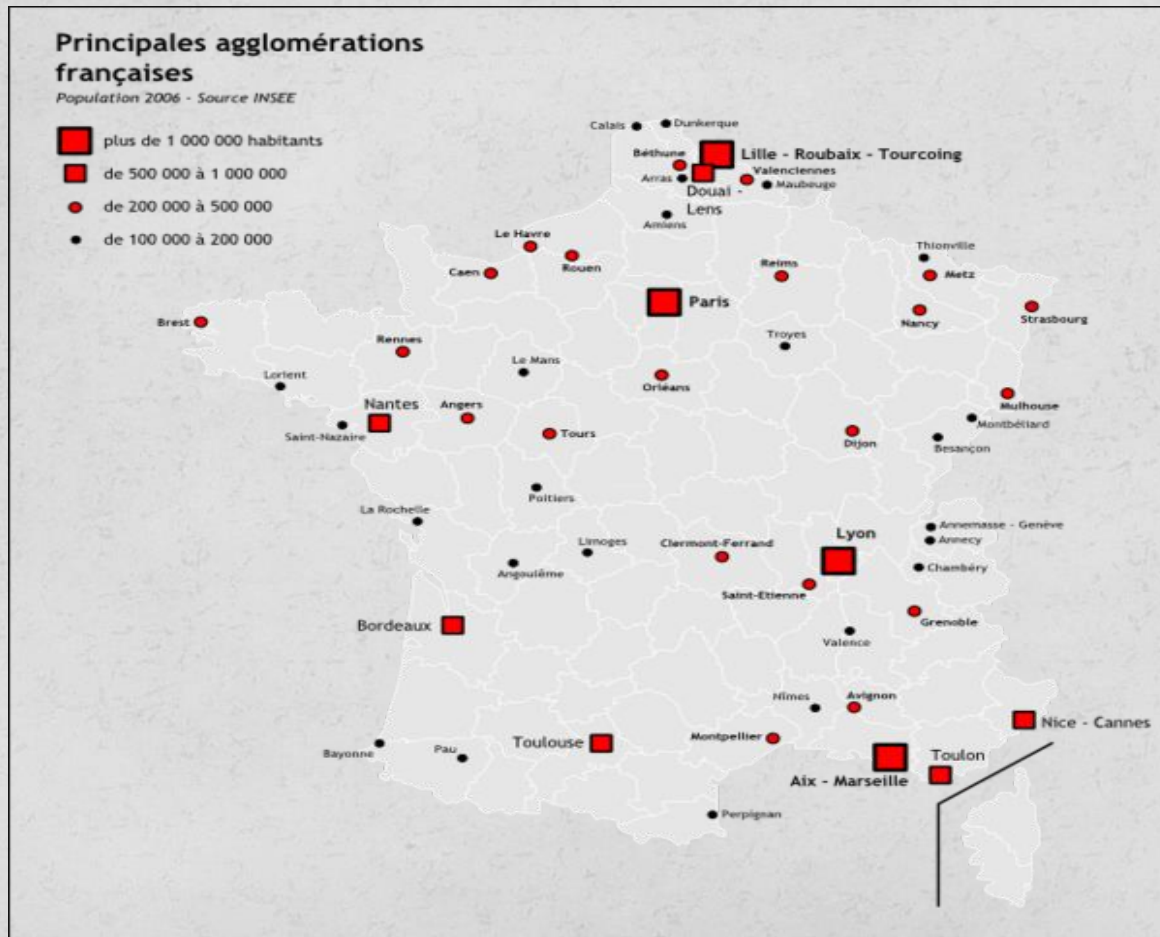 Principales agglomérations
françaises
Population 2006 - Source INSEE
plus de 1 000 000 habitants
de 500 000 à 1 000 000
de 200 000 à 500 000
de 100 000 à 200 000
Calais
Dunkerque
Béthune
Lille - Roubaix - Tourcoing
Valenciennes
Arras
Maubeuge
Douai -
Lens
Amiens
Le Havre
Rouen
Caen
Reims
Thionville
Metz
Paris
Nancy
Strasbourg
Brest
Rennes
Troyes
Le Mans
Lorient
Orléans
Mulhouse
Nantes
Angers
Montbéliard
Saint-Nazaire
Tours
Dijon
Besançon
Poitiers
La Rochelle
Annemasse - Genève
Lyon
Annecy
Limoges
Clermont-Ferrand
Angoulême
Chambéry
Saint-Etienne
Grenoble
Bordeaux
Valence
Nîmes
Avignon
Nice - Cannes
Montpellier
Toulouse
Bayonne
Pau
Toulon
Aix - Marseille
Perpignan